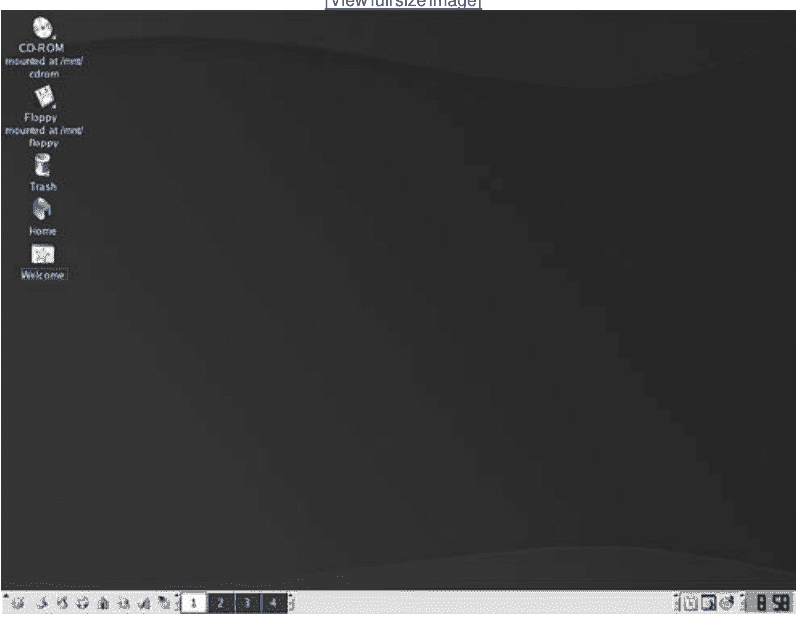 [View full size image]
CD-ROM
mounted at /mnt/
cdrom
Floppy
mounted at /mnt/
floppy
Trash
Home
Welcome
1 2 3 4
8:58